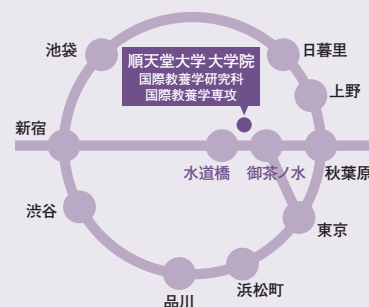 池袋
順天堂大学 大学院
国際教養学研究科
国際教養学専攻
日暮里
上野
新宿
水道橋
御茶ノ水
秋葉原
渋谷
東京
浜松町
品川